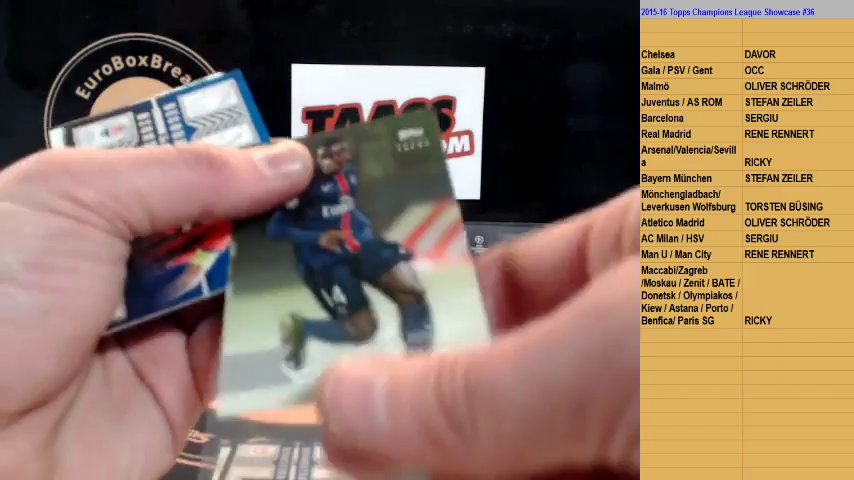 2015-16 Topps Champions League Showcase #36
Chelsea DAVOR
Gala / PSV / Gent OCC
Malmö OLIVER SCHRÖDER
Juventus / AS ROM STEFAN ZEILER
Barcelona SERGIU
Real Madrid RENE RENNERT
Arsenal/Valencia/Sevill
a RICKY
Bayern München STEFAN ZEILER
Mönchengladbach/
Leverkusen Wolfsburg TORSTEN BÜSING
Atletico Madrid OLIVER SCHRÖDER
AC Milan / HSV SERGIU
Man U / Man City RENE RENNERT
Maccabi/Zagreb
/Moskau / Zenit / BATE /
Donetsk / Olympiakos /
Kiew / Astana / Porto /
Benfica/ Paris SG RICKY
EuroBoxBrea
14